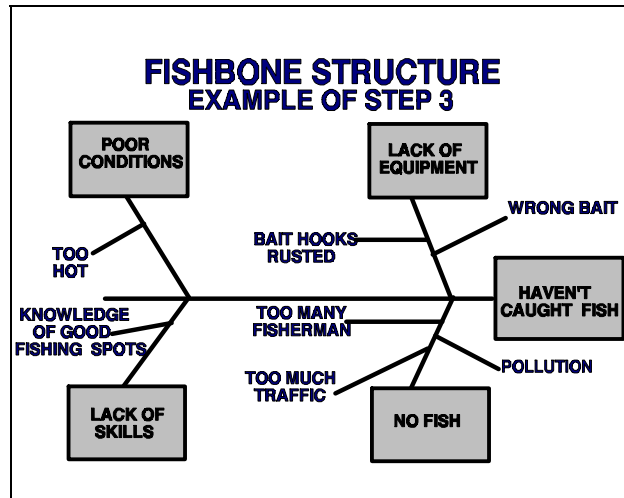 FISHBONE STRUCTURE
EXAMPLE OF STEP 3
POOR
CONDITIONS
LACK OF
EQUIPMENT
WRONG BAIT
BAIT HOOKS
RUSTED
TOO
HOT
HAVEN'T
CAUGHT FISH
KNOWLEDGE
OF GOOD
FISHING SPOTS
TOO MANY
FISHERMAN
POLLUTION
TOO MUCH
TRAFFIC
LACK OF
SKILLS
NO FISH